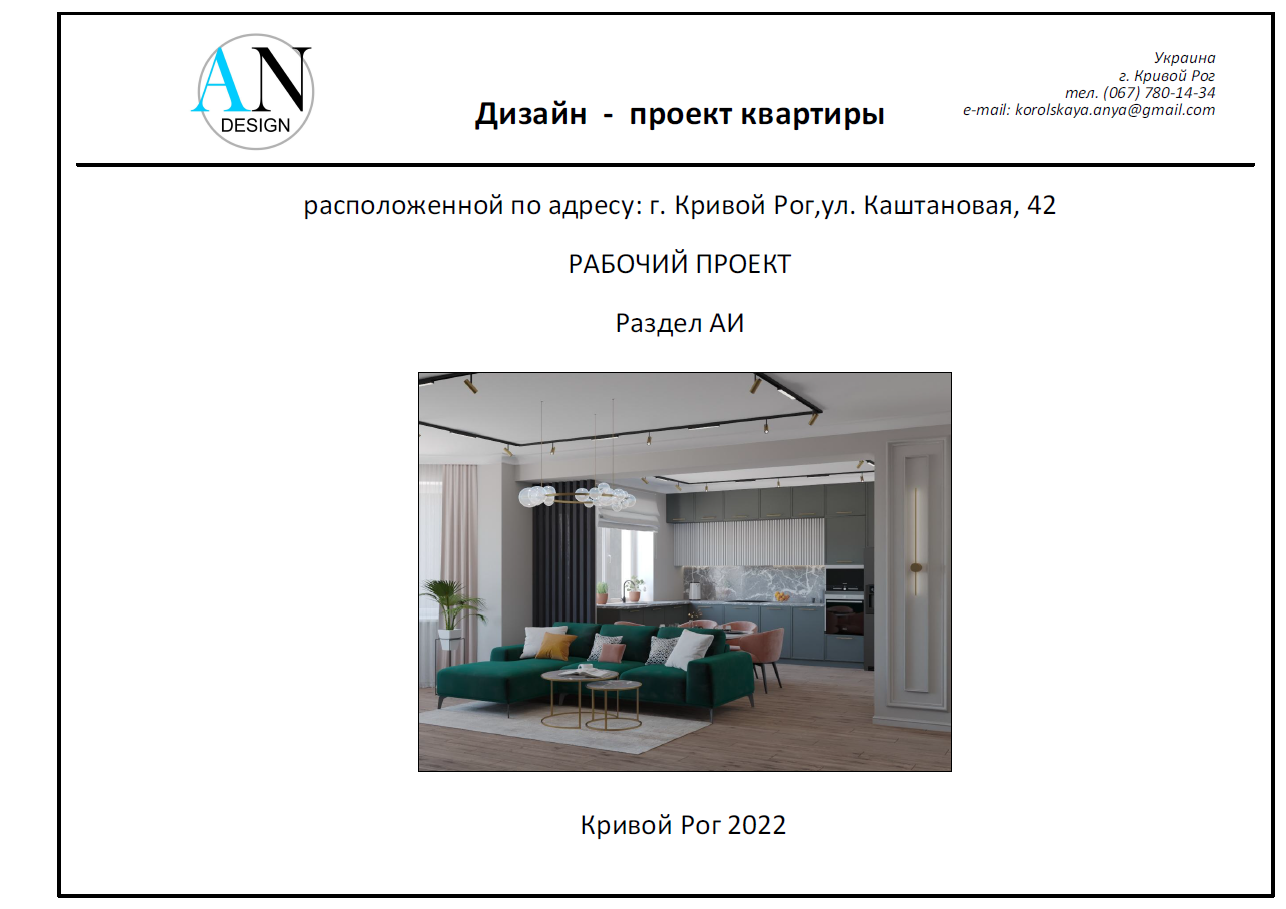 AN
DESIGN
Дизайн - проект квартиры
Украина
г. Кривой Рог
тел. (067) 780-14-34
e-mail: korolskaya.anya@gmail.com
расположенной по адресу: г. Кривой Рог,ул. Каштановая, 42
РАБОЧИЙ ПРОЕКТ
Раздел АИ
Кривой Рог 2022